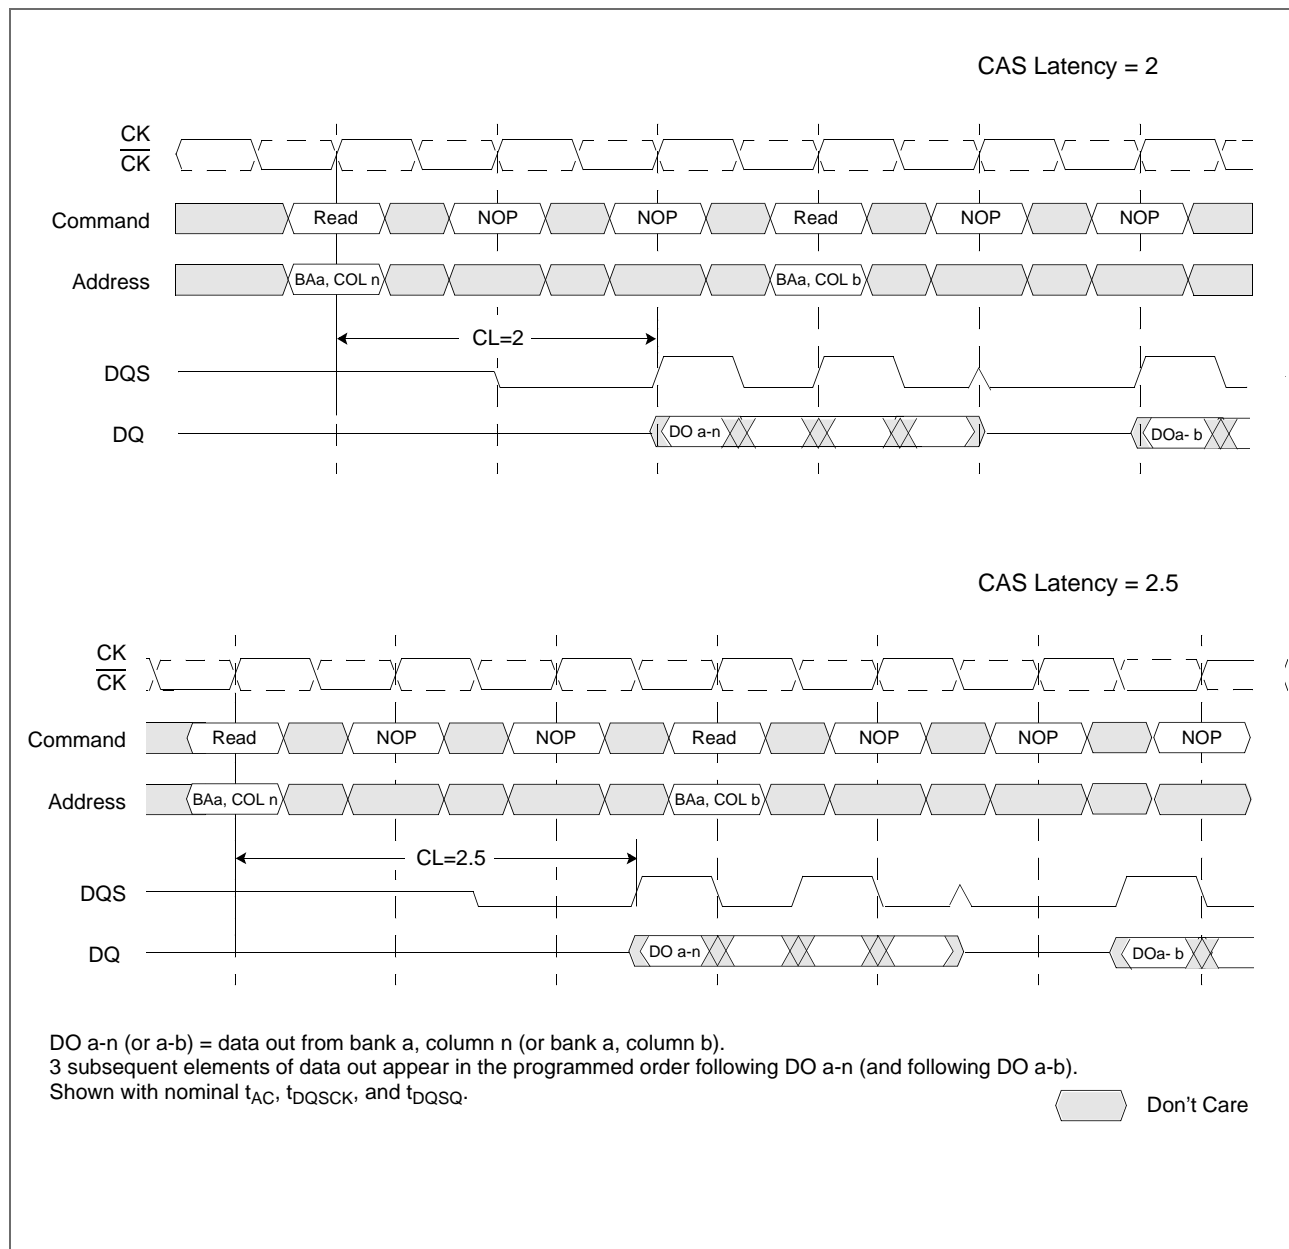 CAS Latency = 2
CK
CK
Command Read NOP NOP Read NOP NOP
Address BAa, COL n BAa, COL b
CL=2
DQS
DQ DO a-n DOa- b
CAS Latency = 2.5
CK
CK
Command Read NOP NOP Read NOP NOP NOP
Address BAa, COL n BAa, COL b
CL=2.5
DQS
DQ DO a-n DOa- b
DO a-n (or a-b) = data out from bank a, column n (or bank a, column b).
3 subsequent elements of data out appear in the programmed order following DO a-n (and following DO a-b).
Shown with nominal tAC, tDQSCK, and tDQSQ.
Don't Care